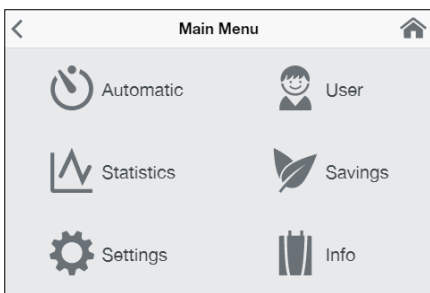 Main Menu
Automatic
User
Statistics
Savings
Settings
Info